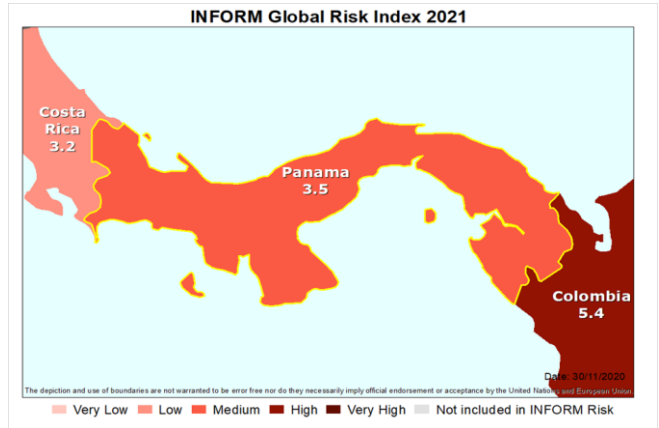 INFORM Global Risk Index 2021
Costa
Rica
3.2
Panama
3.5
Colombia
5.4
Date: 30/11/2020
The depiction and use of boundaries are not warranted to be error free nor do they necessarily imply official endorsement or acceptance by the United Nations and European Union.
Very Low Low Medium High Very High Not included in INFORM Risk